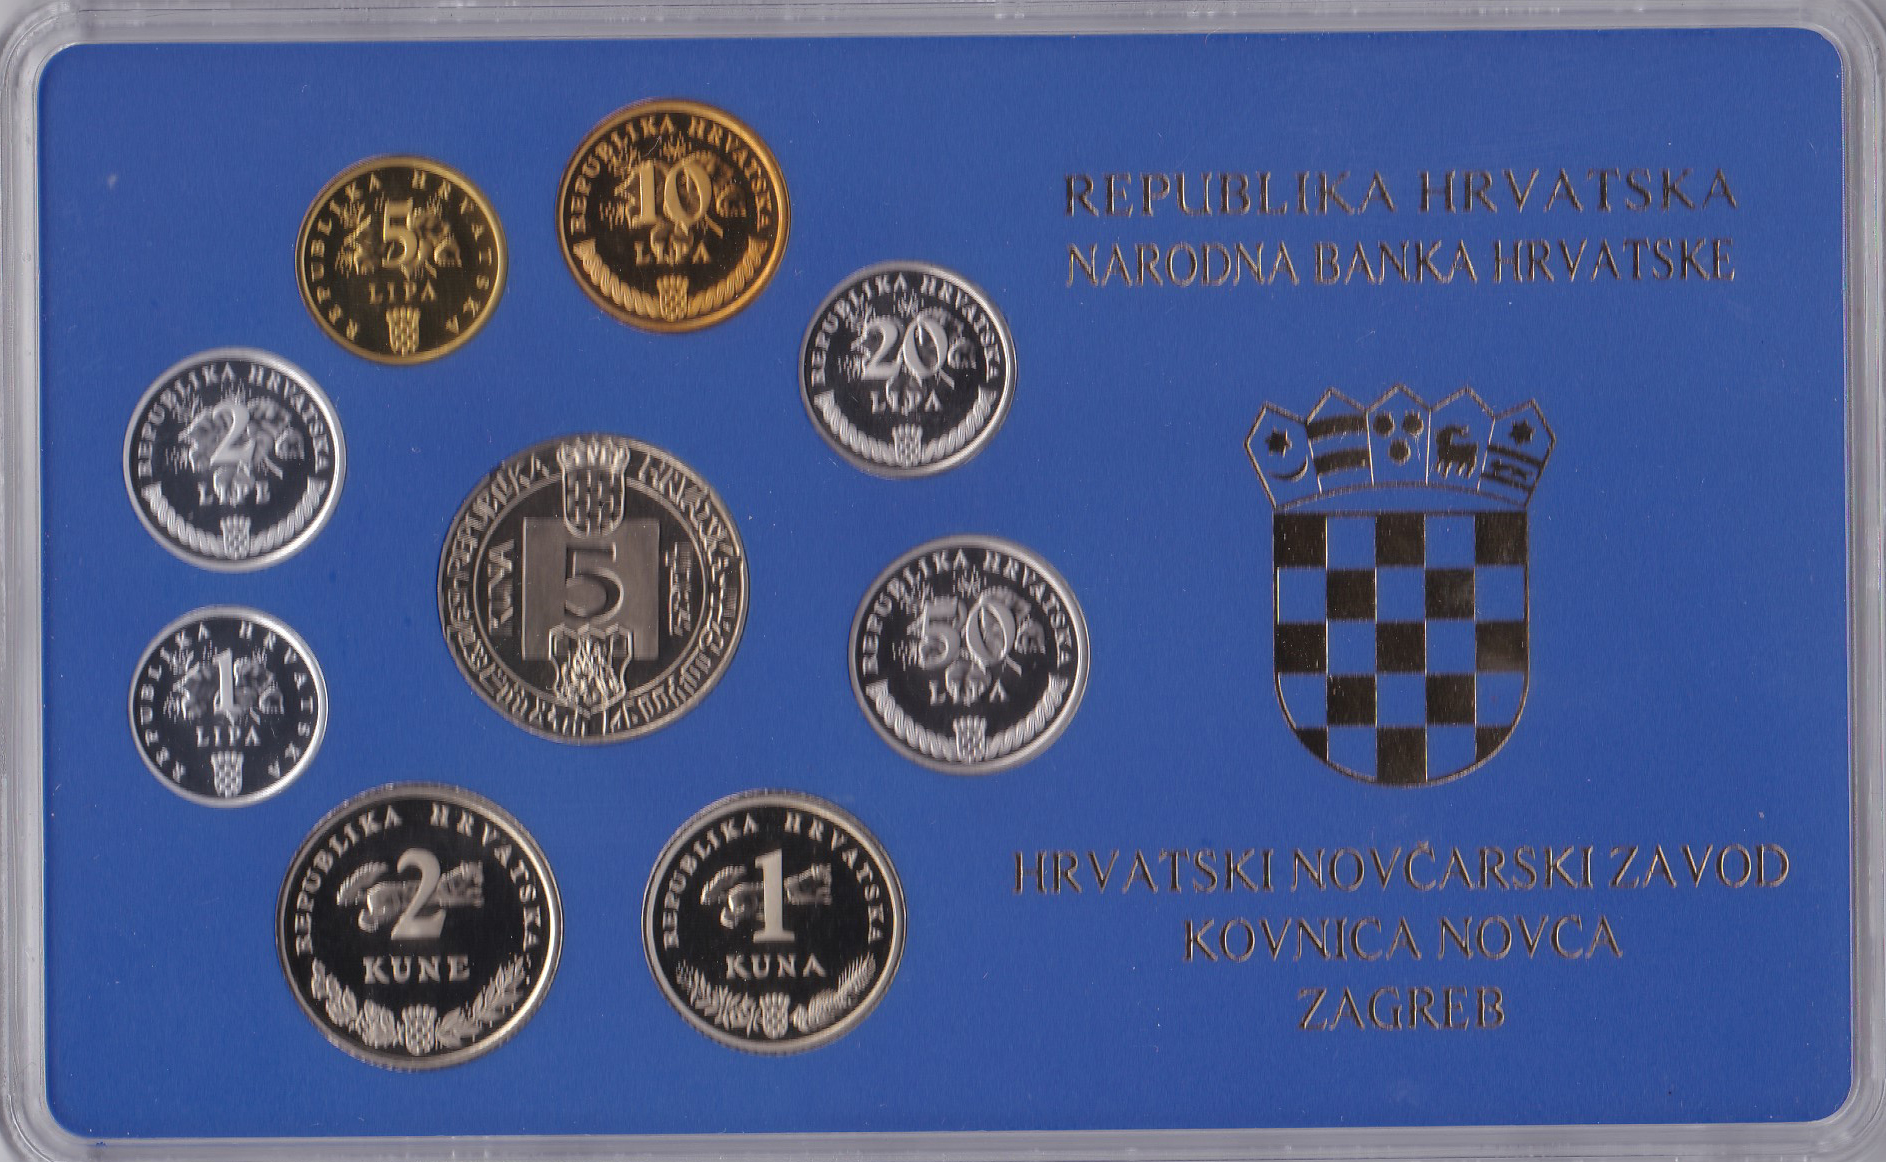 REPUBLIKA HRVATSKA
5
LIPA
REPUBLIKA HRVATSKA
10
LIPA
REPUBLIKA HRVATSKA
20
LIPA
REPUBLIKA HRVATSKA
2
LIPE
REPUBLIKA HRVATSKA
5
KUNA
REPUBLIKA HRVATSKA
50
LIPA
REPUBLIKA HRVATSKA
1
LIPA
REPUBLIKA HRVATSKA
2
KUNE
REPUBLIKA HRVATSKA
1
KUNA
REPUBLIKA HRVATSKA
NARODNA BANKA HRVATSKE
HRVATSKI NOVČARSKI ZAVOD
KOVNICA NOVCA
ZAGREB